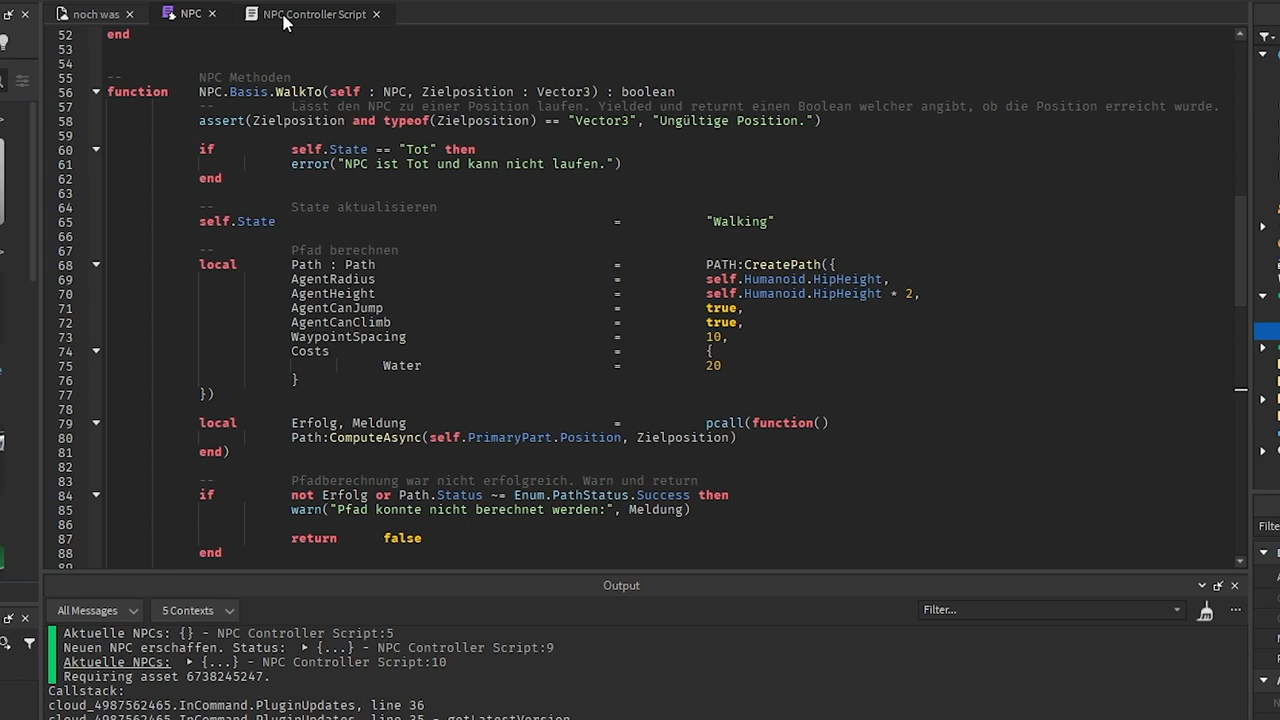 noch was
NPC
NPC Controller Script
52 end
53
54
55 -- NPC Methoden
56 function NPC.Basis.WalkTo(self : NPC, Zielposition : Vector3) : boolean
57 -- Lässt den NPC zu einer Position laufen. Yielded und returnt einen Boolean welcher angibt, ob die Position erreicht wurde.
58 assert(Zielposition and typeof(Zielposition) == "Vector3", "Ungültige Position.")
59
60 if self.State == "Tot" then
61 error("NPC ist Tot und kann nicht laufen.")
62 end
63
64 -- State aktualisieren
65 self.State = "Walking"
66
67 -- Pfad berechnen
68 local Path : Path = PATH:CreatePath({
69 AgentRadius = self.Humanoid.HipHeight,
70 AgentHeight = self.Humanoid.HipHeight * 2,
71 AgentCanJump = true,
72 AgentCanClimb = true,
73 WaypointSpacing = 10,
74 Costs = {
75 Water = 20
76 }
77 })
78
79 local Erfolg, Meldung = pcall(function()
80 Path:ComputeAsync(self.PrimaryPart.Position, Zielposition)
81 end)
82
83 -- Pfadberechnung war nicht erfolgreich. Warn und return
84 if not Erfolg or Path.Status ~= Enum.PathStatus.Success then
85 warn("Pfad konnte nicht berechnet werden:", Meldung)
86
87 return false
88 end
89
Filte
Output
All Messages
5 Contexts
Filter...
...
Aktuelle NPCs: {} - NPC Controller Script:5
Neuen NPC erschaffen. Status: ▶ {...} - NPC Controller Script:9
Aktuelle NPCs: ▶ {...} - NPC Controller Script:10
Requiring asset 6738245247.
Callstack:
cloud_4987562465.InCommand.PluginUpdates, line 36
cloud_4987562465.InCommand.PluginUpdates, line 35 - getLatestVersion